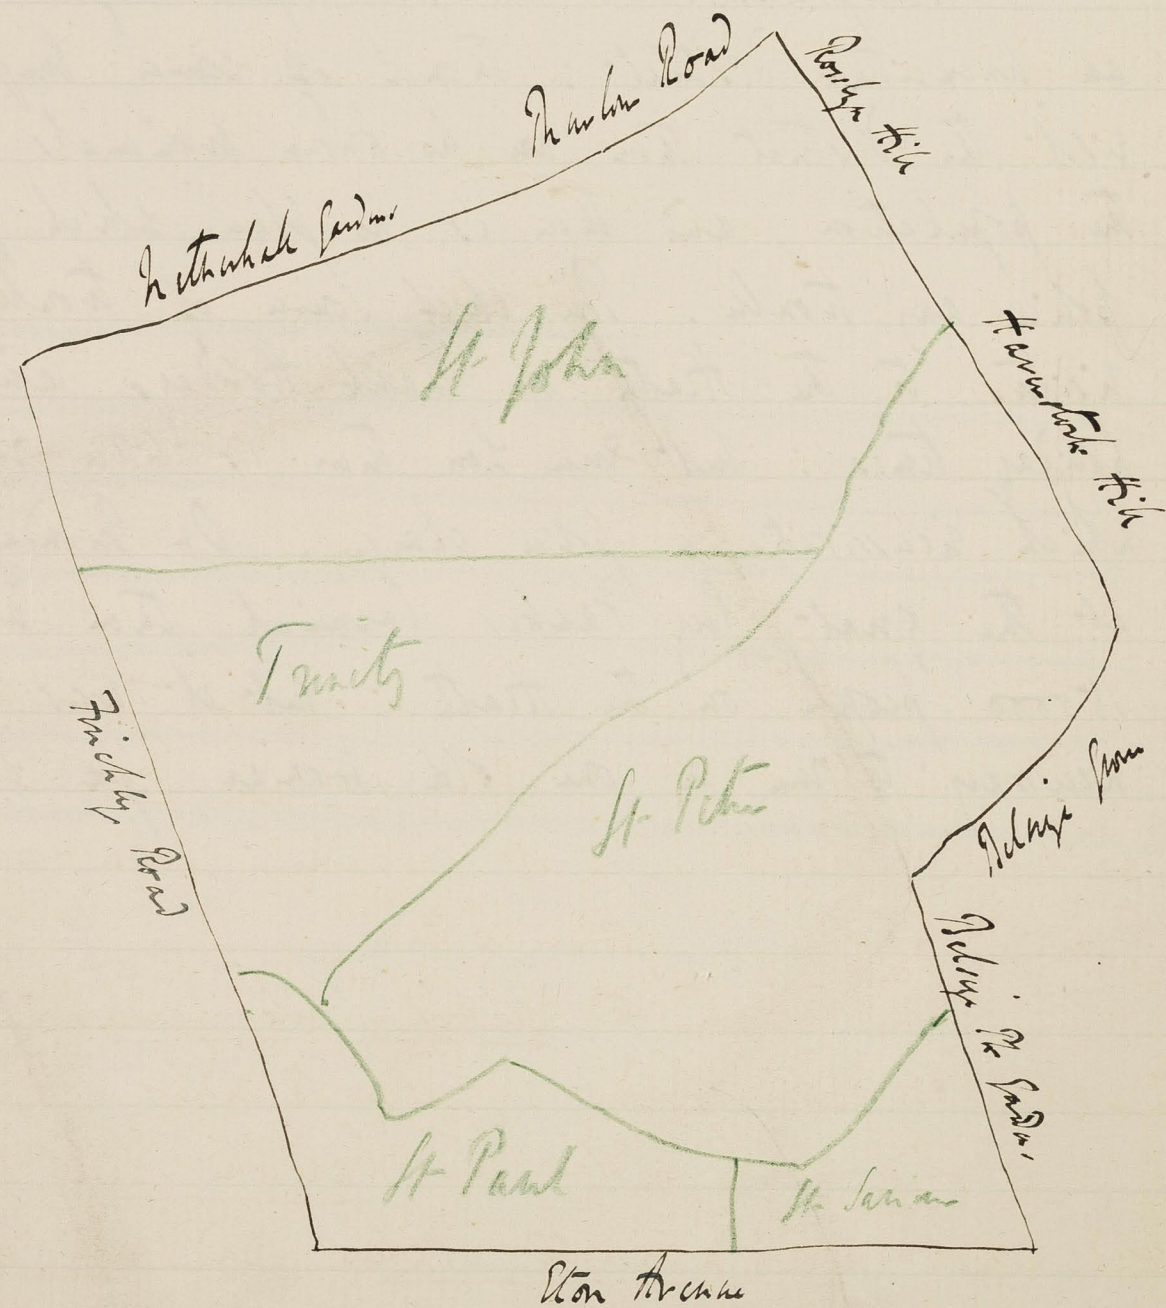 Tharlow Road
Rosslyn Hill
Netherhall Gardens
St John
Haverstock Hill
Trinity
Finchley Road
St Peter
Belsize Grove
Belsize Pk Gardens
St Paul
St Saviour
Eton Avenue